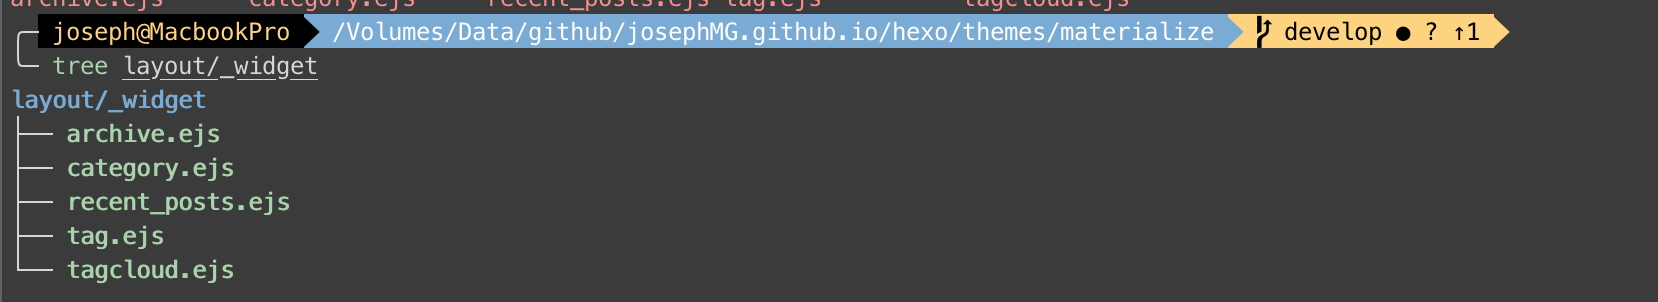 archive.ejs category.ejs recent_posts.ejs tag.ejs tagcloud.ejs
joseph@MacbookPro /Volumes/Data/github/josephMG.github.io/hexo/themes/materialize develop ● ? ↑1
tree layout/_widget
layout/_widget
├── archive.ejs
├── category.ejs
├── recent_posts.ejs
├── tag.ejs
└── tagcloud.ejs